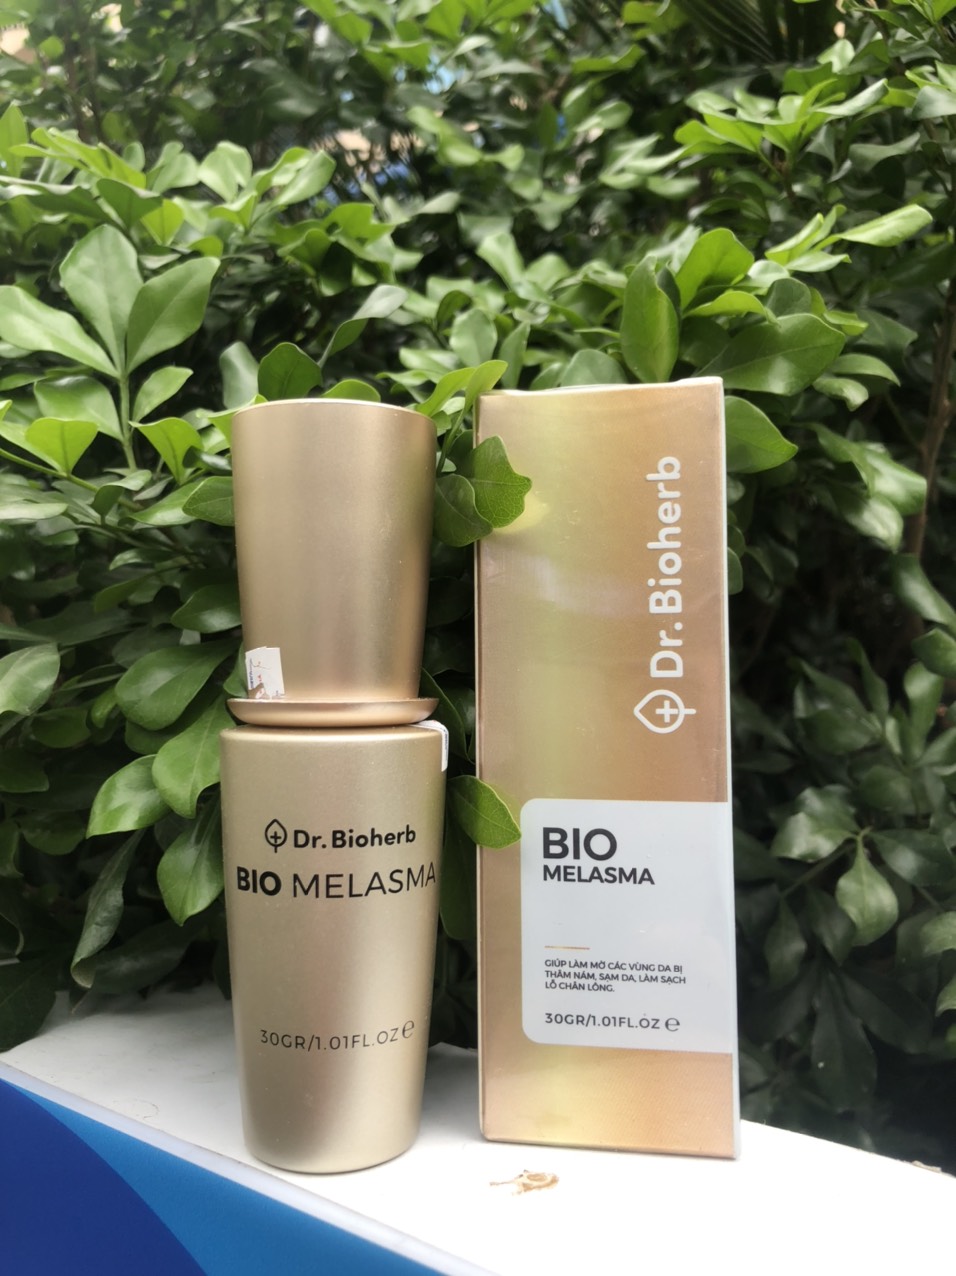 Dr. Bioherb
BIO MELASMA
30GR/1.01FL.OZ ℮
Dr. Bioherb
BIO
MELASMA
GIÚP LÀM MỜ CÁC VÙNG DA BỊ
THÂM NÁM, SẠM DA, LÀM SẠCH
LỖ CHÂN LÔNG.
30GR/1.01FL.OZ ℮